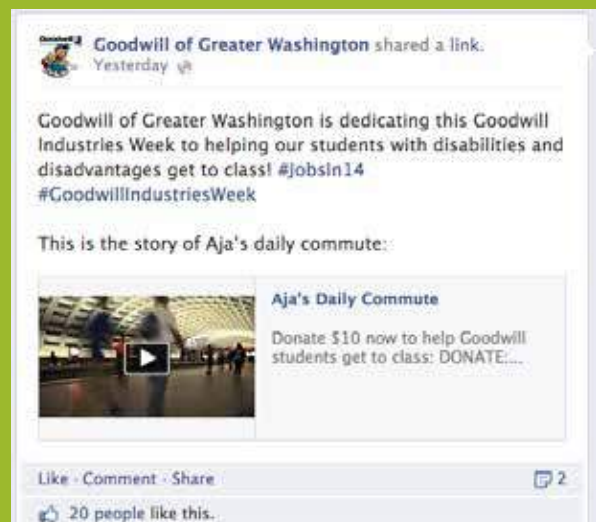 Goodwill of Greater Washington shared a link.
Yesterday
Goodwill of Greater Washington is dedicating this Goodwill
Industries Week to helping our students with disabilities and
disadvantages get to class! #JobsIn14
#GoodwillIndustriesWeek
This is the story of Aja's daily commute:
Aja's Daily Commute
Donate $10 now to help Goodwill
students get to class: DONATE:...
Like · Comment · Share
2
20 people like this.